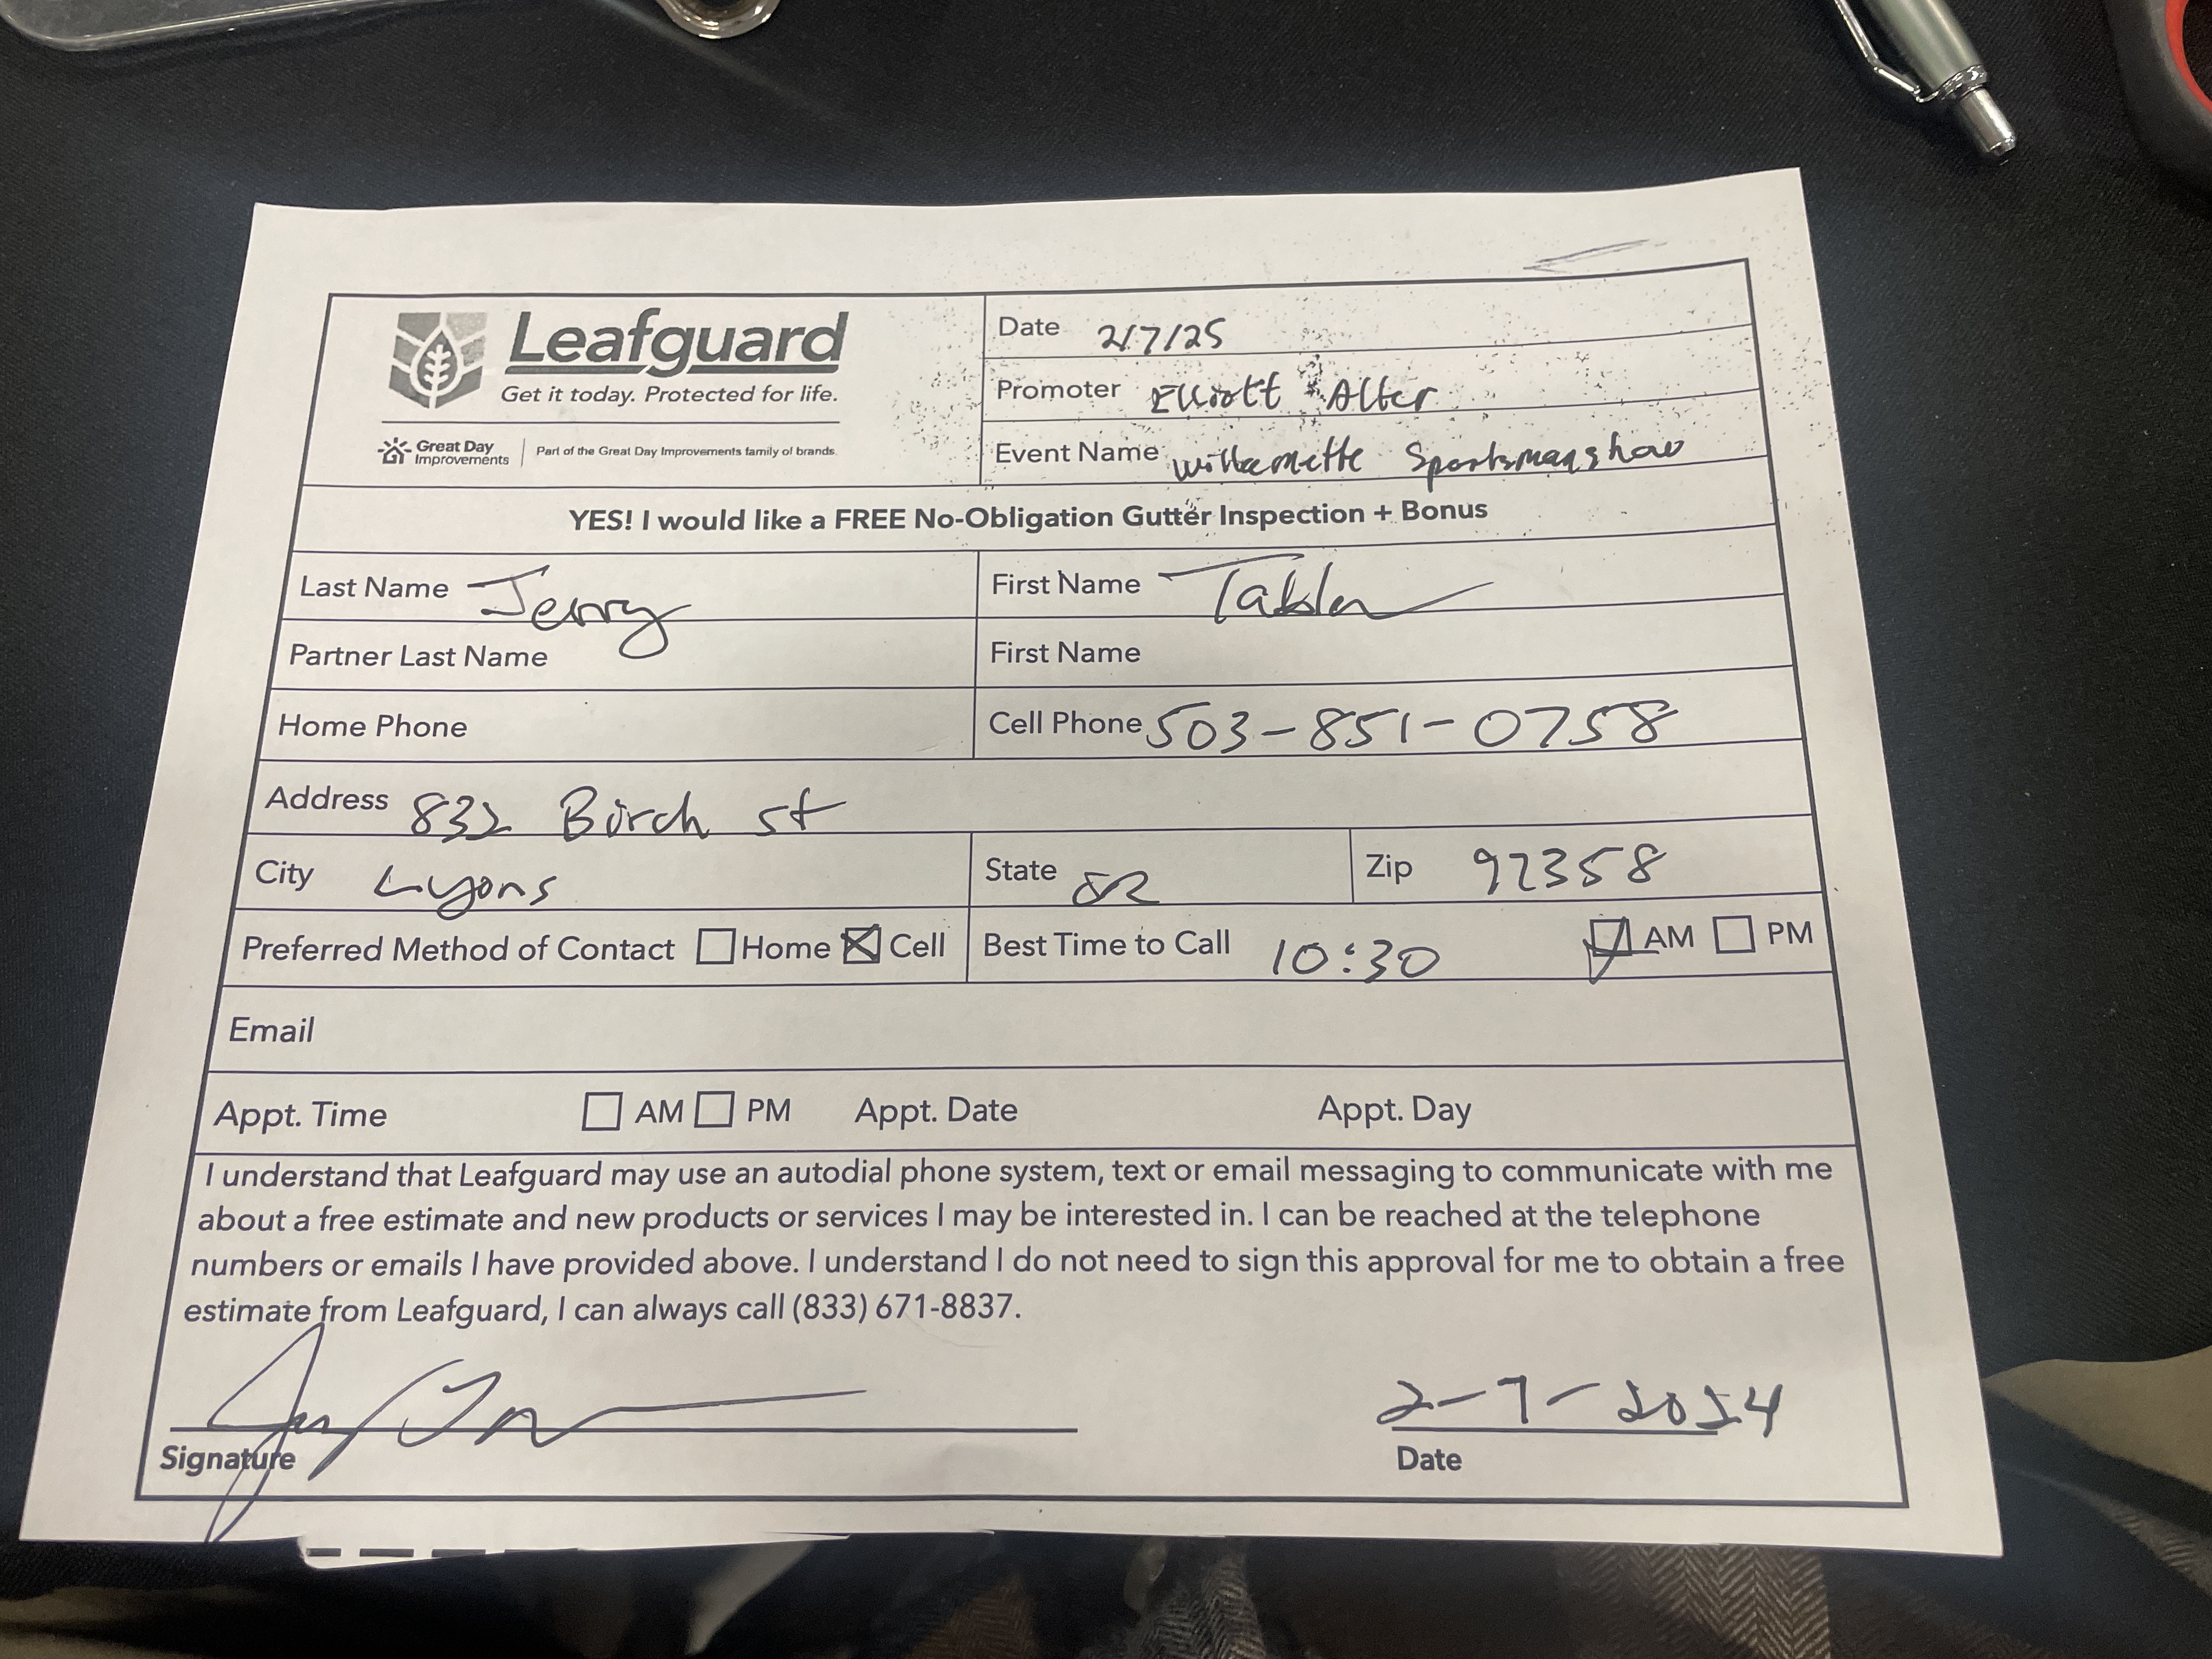 Leafguard
Get it today. Protected for life.
Great Day Improvements | Part of the Great Day Improvements family of brands.
Date 2/7/25
Promoter Elliott Alber
Event Name Willamette Sportsmanshow
YES! I would like a FREE No-Obligation Gutter Inspection + Bonus
Last Name Jerry First Name
Partner Last Name First Name
Home Phone Cell Phone 503-851-0758
Address 832 Birch st
City Lyons State OR Zip 97358
Preferred Method of Contact Home Cell Best Time to Call 10:30 AM PM
Email
Appt. Time AM PM Appt. Date Appt. Day
I understand that Leafguard may use an autodial phone system, text or email messaging to communicate with me
about a free estimate and new products or services I may be interested in. I can be reached at the telephone
numbers or emails I have provided above. I understand I do not need to sign this approval for me to obtain a free
estimate from Leafguard, I can always call (833) 671-8837.
2-7-2024
Signature Date